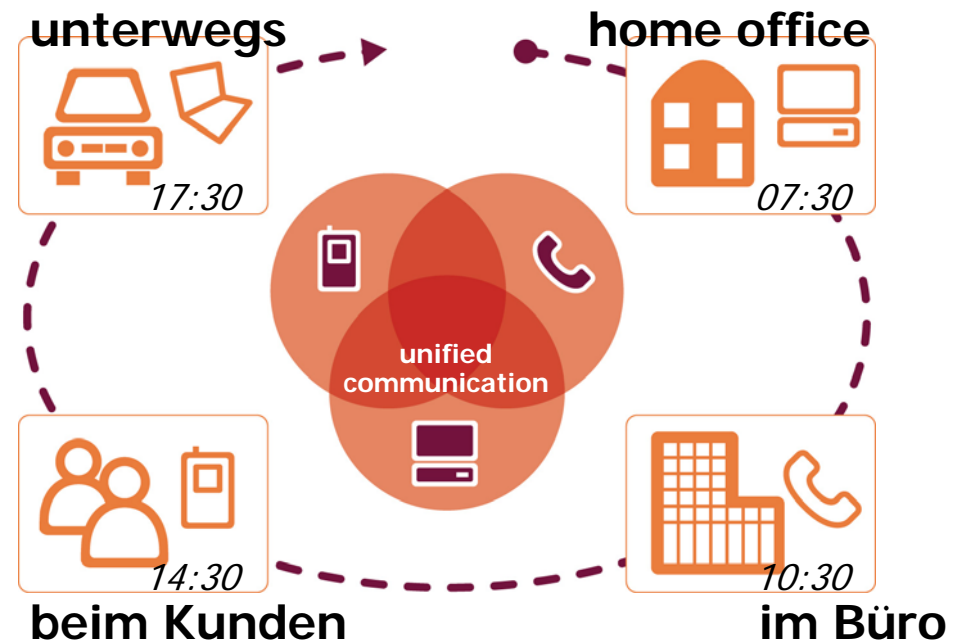 unterwegs
home office
17:30
07:30
unified
communication
14:30
10:30
beim Kunden
im Büro